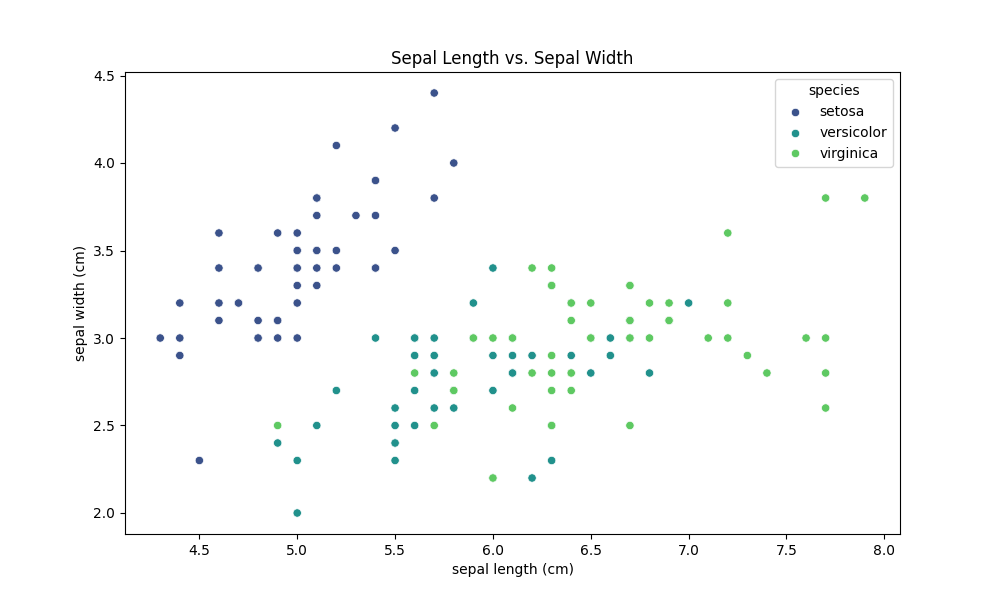 Sepal Length vs. Sepal Width
4.5
4.0
3.5
3.0
2.5
2.0
sepal width (cm)
species
setosa
versicolor
virginica
4.5 5.0 5.5 6.0 6.5 7.0 7.5 8.0
sepal length (cm)